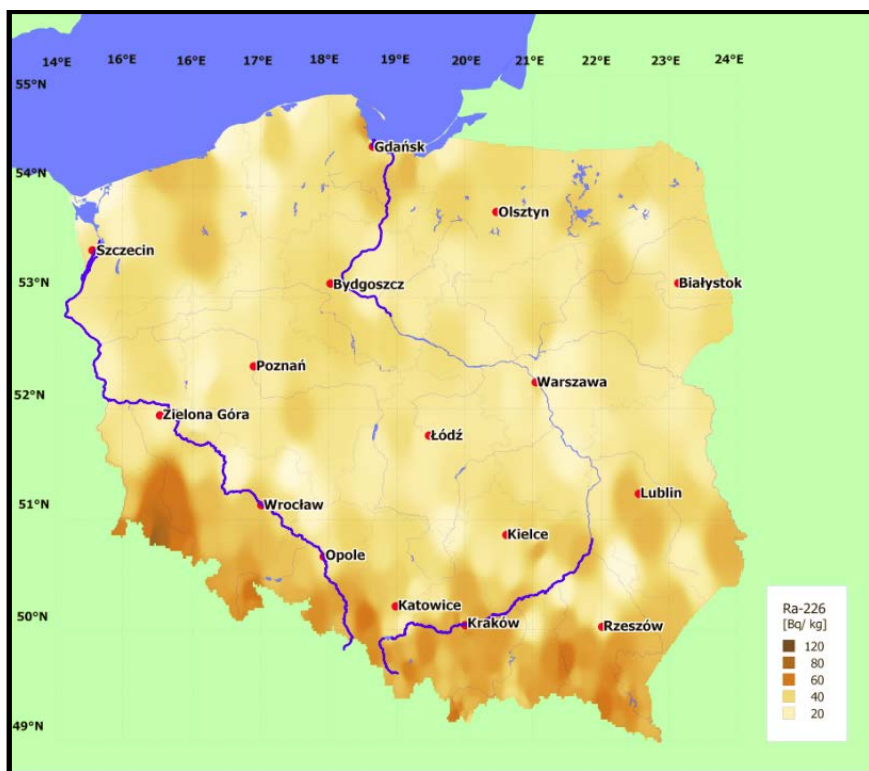 14°E 16°E 16°E 17°E 18°E 19°E 20°E 21°E 22°E 23°E 24°E
55°N
Gdańsk
54°N
Olsztyn
Szczecin
53°N
Bydgoszcz
Białystok
Poznań
Warszawa
52°N
Zielona Góra
Łódź
51°N
Wrocław
Lublin
Kielce
Opole
50°N
Katowice
Kraków
Rzeszów
49°N
Ra-226
[Bq/ kg]
120
80
60
40
20